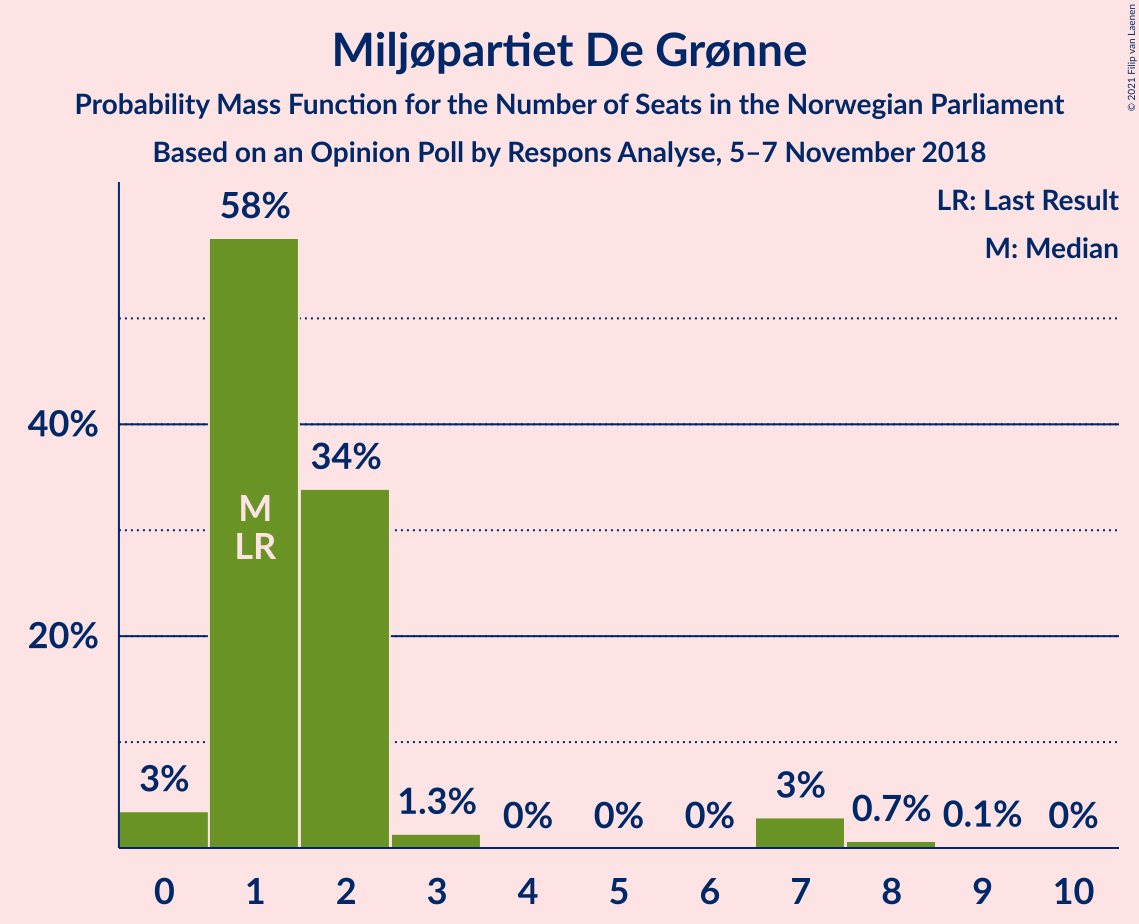 Miljøpartiet De Grønne
Probability Mass Function for the Number of Seats in the Norwegian Parliament
Based on an Opinion Poll by Respons Analyse, 5–7 November 2018
© 2021 Filip van Laenen
LR: Last Result
M: Median
58%
40%
34%
M
LR
20%
3%
1.3%
0%
0%
0%
3%
0.7%
0.1%
0%
0 1 2 3 4 5 6 7 8 9 10